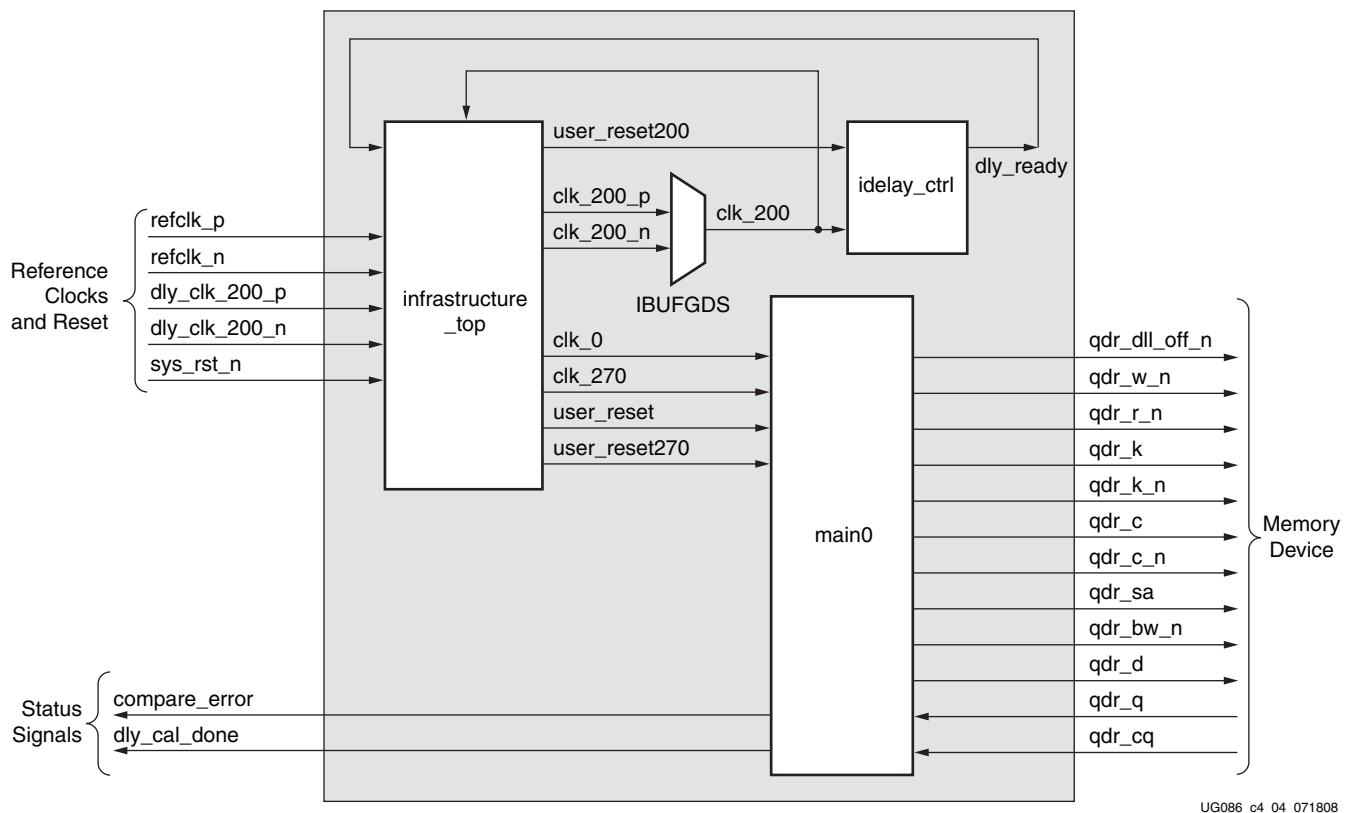 user_reset200
dly_ready
idelay_ctrl
clk_200_p
clk_200_n
clk_200
IBUFGDS
Reference
Clocks
and Reset
refclk_p
refclk_n
dly_clk_200_p
dly_clk_200_n
sys_rst_n
infrastructure
_top
clk_0
clk_270
user_reset
user_reset270
main0
qdr_dll_off_n
qdr_w_n
qdr_r_n
qdr_k
qdr_k_n
qdr_c
qdr_c_n
qdr_sa
qdr_bw_n
qdr_d
qdr_q
qdr_cq
Memory
Device
Status
Signals
compare_error
dly_cal_done
UG086_c4_04_071808